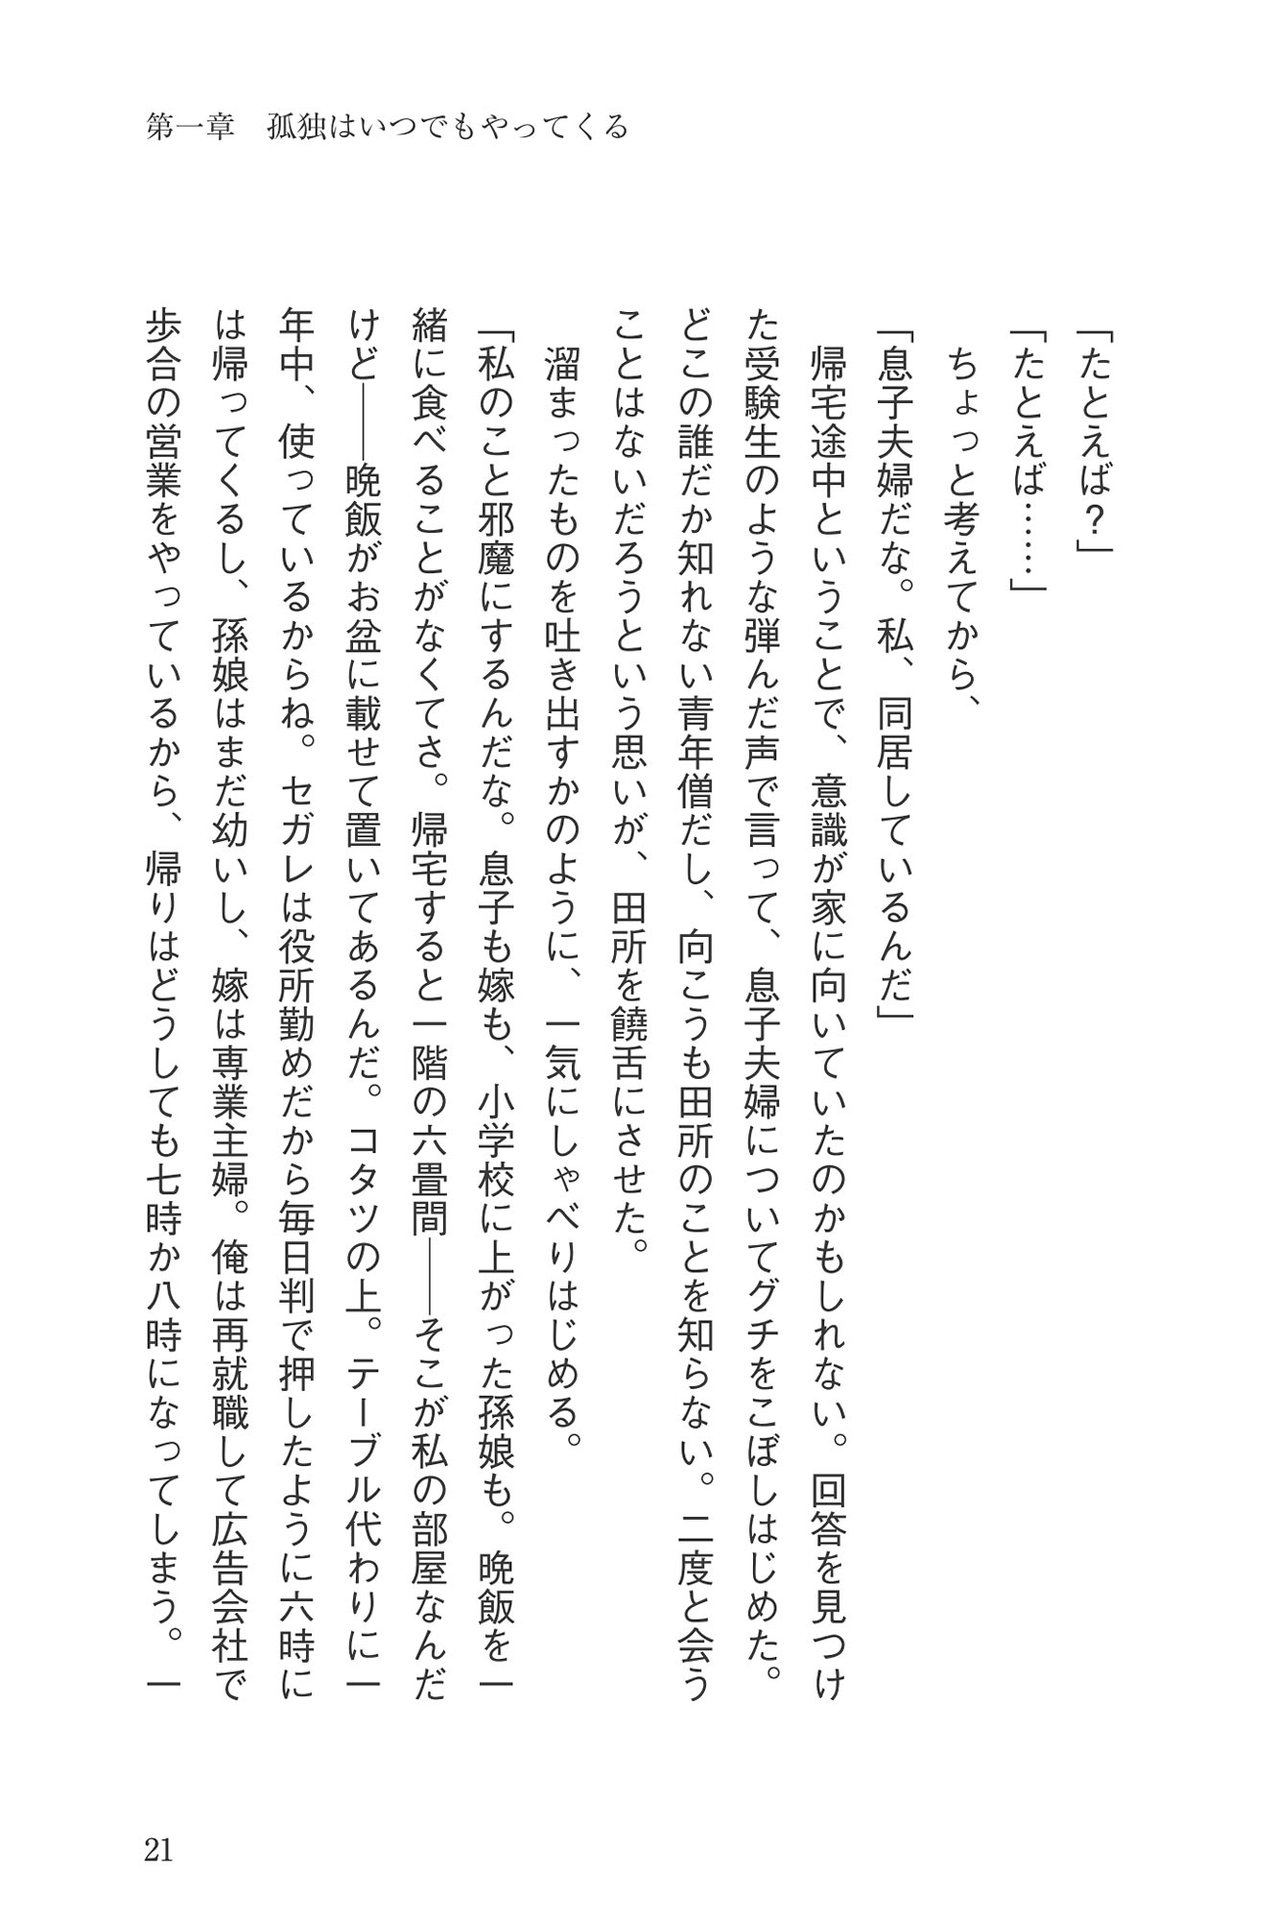 第一章　孤独はいつでもやってくる
「たとえば？」
「たとえば……」
　ちょっと考えてから、
「息子夫婦だな。私、同居しているんだ」
　帰宅途中ということで、意識が家に向いていたのかもしれない。回答を見つけ
た受験生のような弾んだ声で言って、息子夫婦についてグチをこぼしはじめた。
どこの誰だか知れない青年僧だし、向こうも田所のことを知らない。二度と会う
ことはないだろうという思いが、田所を饒舌にさせた。
　溜まったものを吐き出すかのように、一気にしゃべりはじめる。
「私のこと邪魔にするんだな。息子も嫁も、小学校に上がった孫娘も。晩飯を一
緒に食べることがなくてさ。帰宅すると一階の六畳間――そこが私の部屋なんだ
けど――晩飯がお盆に載せて置いてあるんだ。コタツの上。テーブル代わりに一
年中、使っているからね。セガレは役所勤めだから毎日判で押したように六時に
は帰ってくるし、孫娘はまだ幼いし、嫁は専業主婦。俺は再就職して広告会社で
歩合の営業をやっているから、帰りはどうしても七時か八時になってしまう。一
21